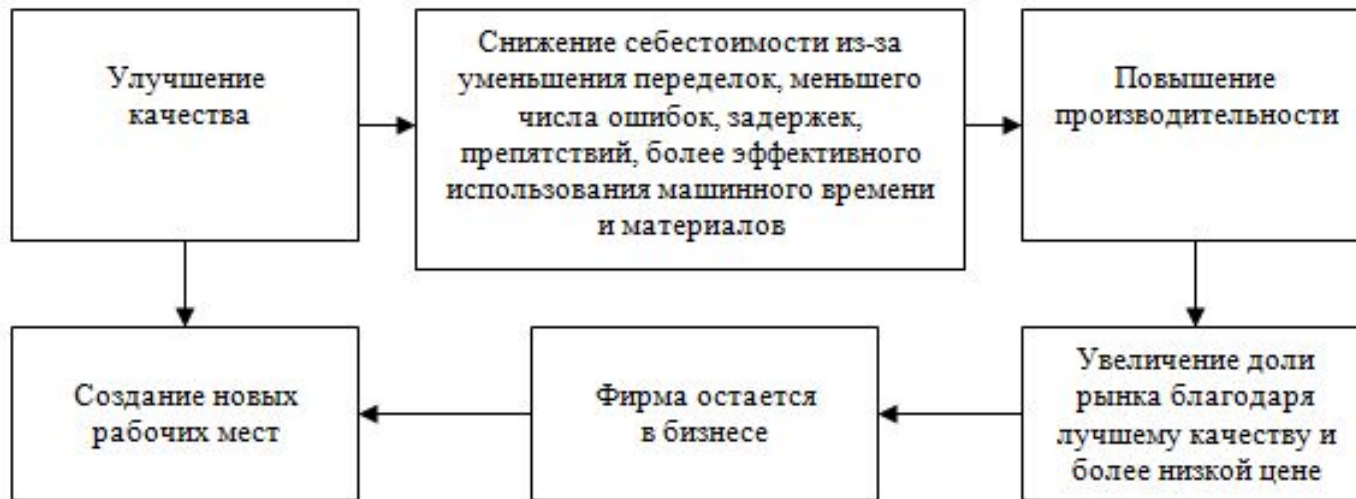 Улучшение
качества
Снижение себестоимости из-за
уменьшения переделок, меньшего
числа ошибок, задержек,
препятствий, более эффективного
использования машинного времени
и материалов
Повышение
производительности
Создание новых
рабочих мест
Фирма остается
в бизнесе
Увеличение доли
рынка благодаря
лучшему качеству и
более низкой цене